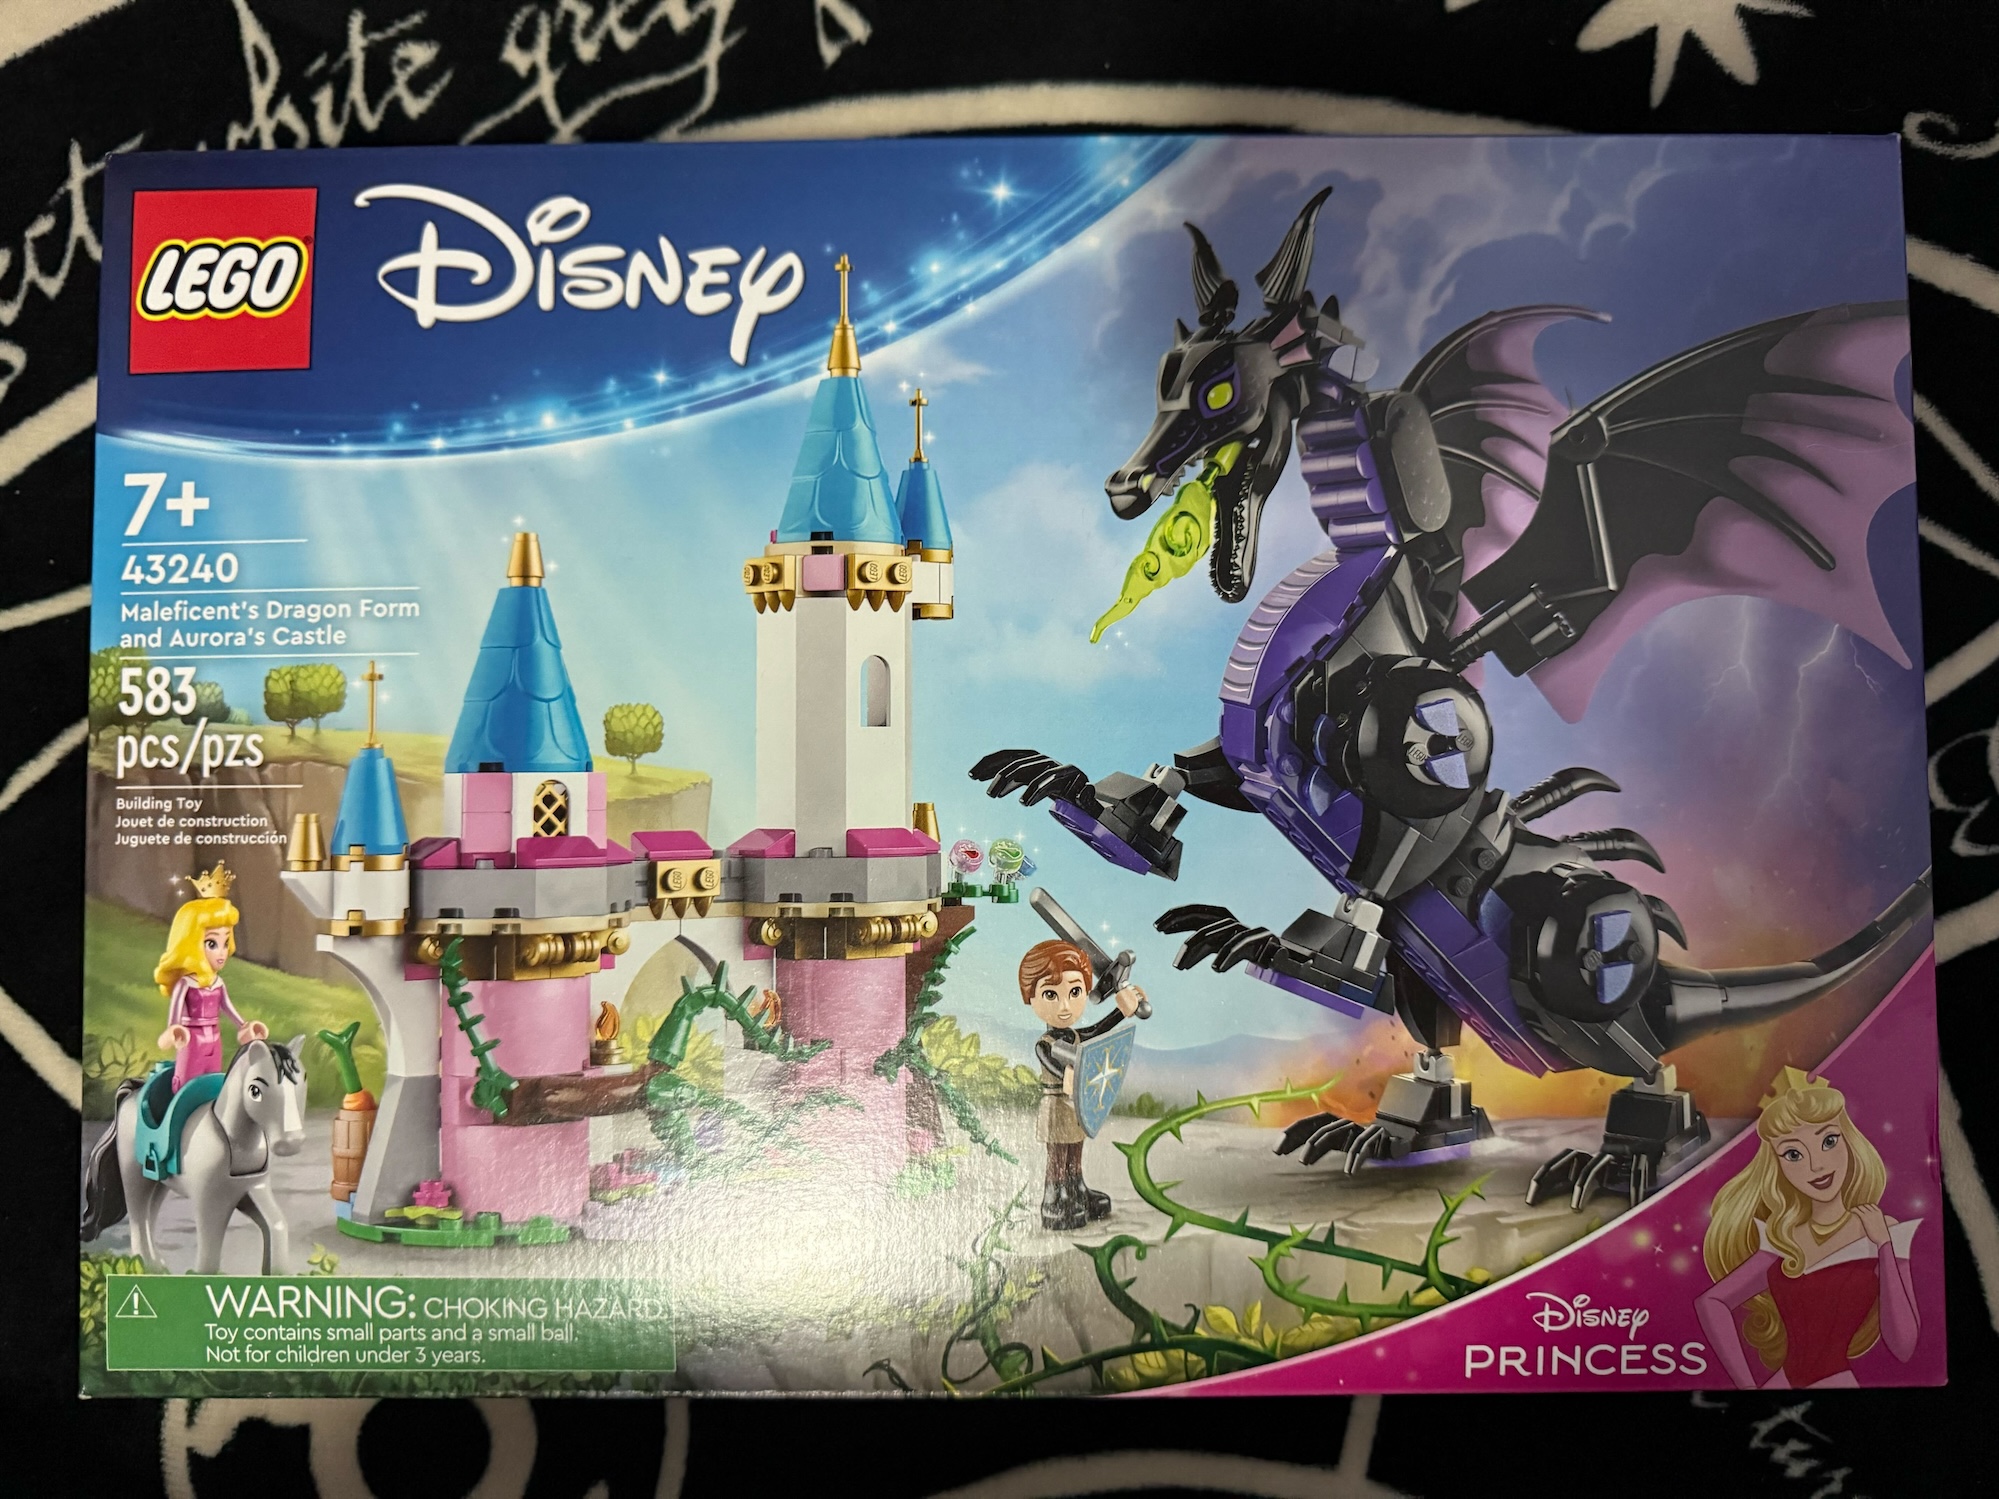 white grey
LEGO
Disney
7+
43240
Maleficent's Dragon Form
and Aurora's Castle
583
pcs/pzs
Building Toy
Jouet de construction
Juguete de construcción
WARNING: CHOKING HAZARD.
Toy contains small parts and a small ball.
Not for children under 3 years.
Disney
PRINCESS